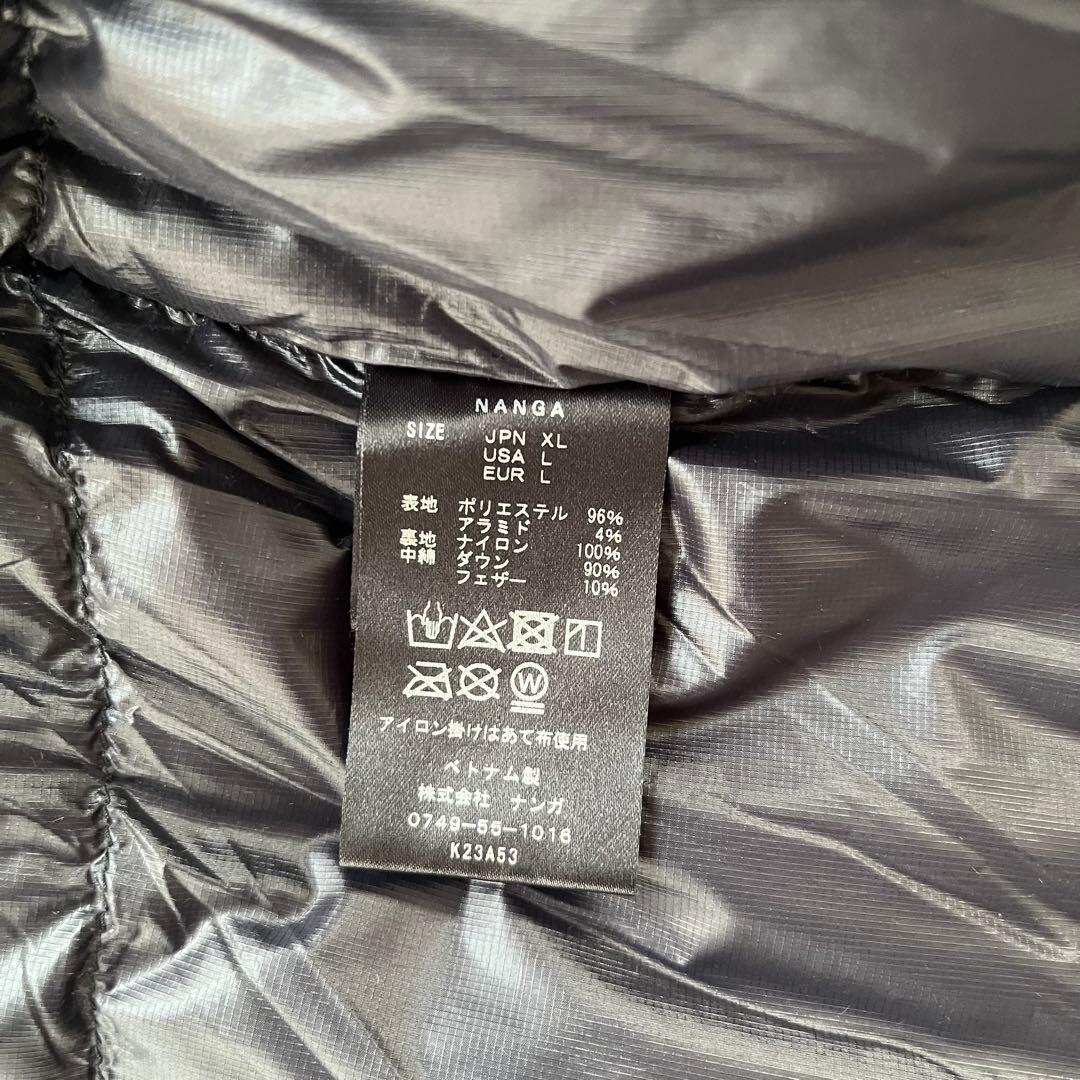 NANGA
SIZE JPN XL
USA L
EUR L
表地 ポリエステル 96%
アラミド 4%
裏地 ナイロン 100%
中綿 ダウン 90%
フェザー 10%
W
アイロン掛けはあて布使用
ベトナム製
株式会社 ナンガ
0749-55-1016
K23A53